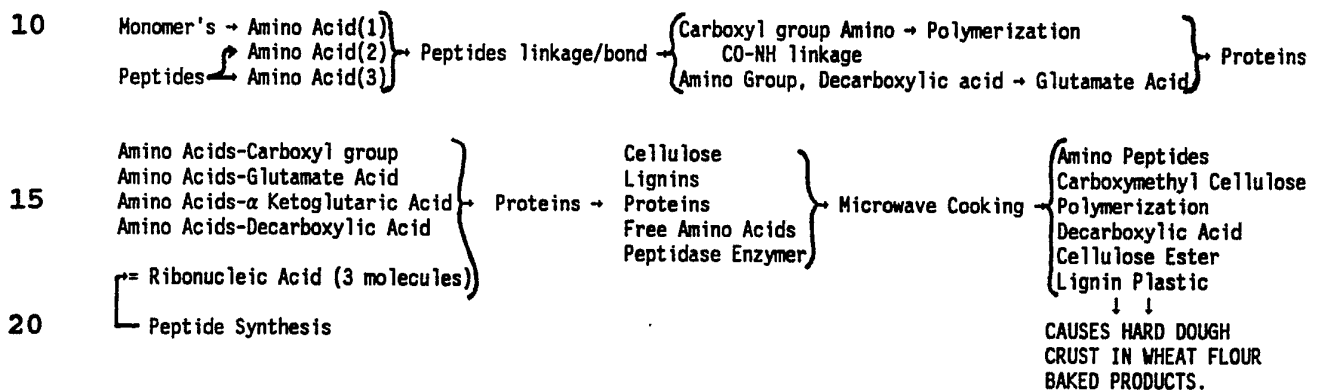 10 Monomer's → Amino Acid(1) Carboxyl group Amino → Polymerization
Amino Acid(2) → Peptides linkage/bond → CO-NH linkage → Proteins
Peptides → Amino Acid(3) Amino Group, Decarboxylic acid → Glutamate Acid
Amino Acids-Carboxyl group Cellulose Amino Peptides
Amino Acids-Glutamate Acid Lignins Carboxymethyl Cellulose
15 Amino Acids-α Ketoglutaric Acid → Proteins → Proteins → Microwave Cooking → Polymerization
Amino Acids-Decarboxylic Acid Free Amino Acids Decarboxylic Acid
Peptidase Enzymer Cellulose Ester
→= Ribonucleic Acid (3 molecules) Lignin Plastic
↓ ↓
20 Peptide Synthesis CAUSES HARD DOUGH
CRUST IN WHEAT FLOUR
BAKED PRODUCTS.